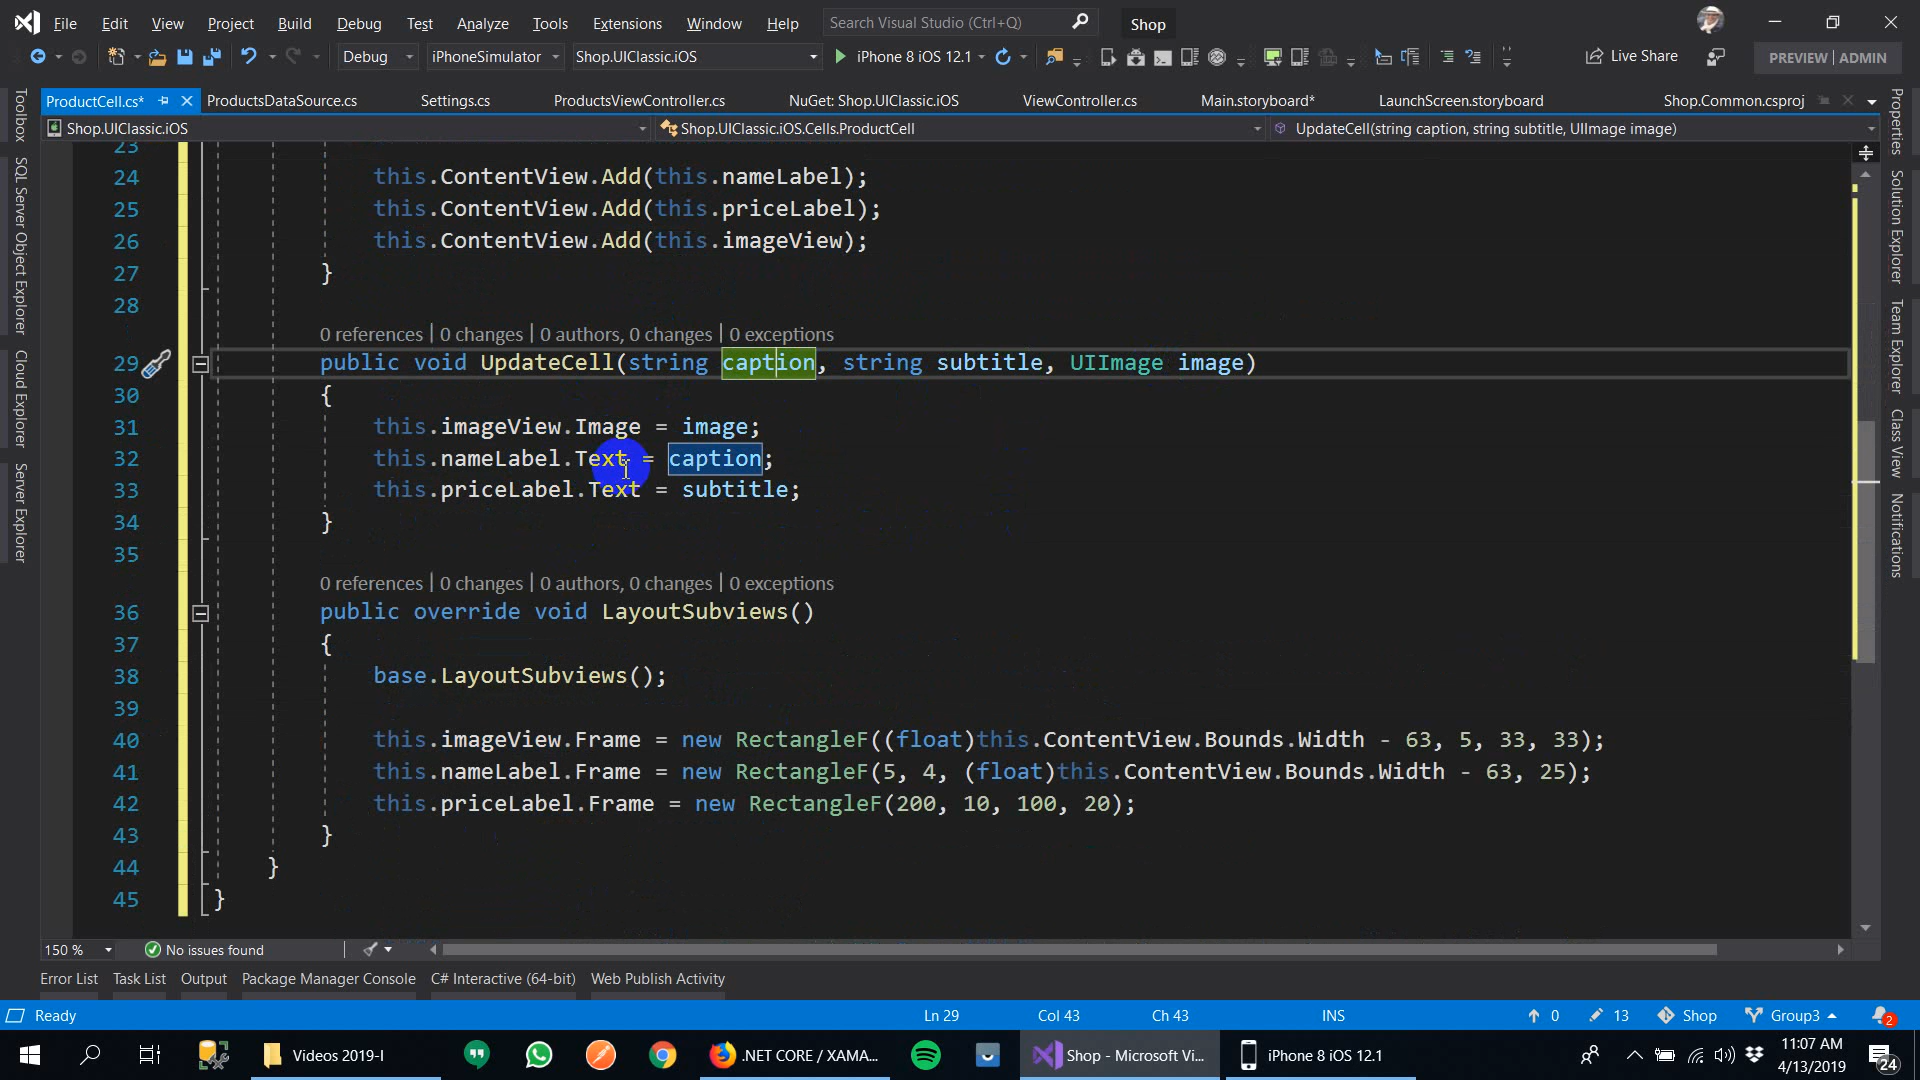 File Edit View Project Build Debug Test Analyze Tools Extensions Window Help Search Visual Studio (Ctrl+Q) Shop
Debug iPhoneSimulator Shop.UIClassic.iOS iPhone 8 iOS 12.1 Live Share PREVIEW | ADMIN
ProductCell.cs* ProductsDataSource.cs Settings.cs ProductsViewController.cs NuGet: Shop.UIClassic.iOS ViewController.cs Main.storyboard* LaunchScreen.storyboard Shop.Common.csproj
Shop.UIClassic.iOS Shop.UIClassic.iOS.Cells.ProductCell UpdateCell(string caption, string subtitle, UIImage image)
Toolbox
SQL Server Object Explorer
Cloud Explorer
Server Explorer
23
24 this.ContentView.Add(this.nameLabel);
25 this.ContentView.Add(this.priceLabel);
26 this.ContentView.Add(this.imageView);
27 }
28
0 references | 0 changes | 0 authors, 0 changes | 0 exceptions
29 public void UpdateCell(string caption, string subtitle, UIImage image)
30 {
31 this.imageView.Image = image;
32 this.nameLabel.Text = caption;
33 this.priceLabel.Text = subtitle;
34 }
35
0 references | 0 changes | 0 authors, 0 changes | 0 exceptions
36 public override void LayoutSubviews()
37 {
38 base.LayoutSubviews();
39
40 this.imageView.Frame = new RectangleF((float)this.ContentView.Bounds.Width - 63, 5, 33, 33);
41 this.nameLabel.Frame = new RectangleF(5, 4, (float)this.ContentView.Bounds.Width - 63, 25);
42 this.priceLabel.Frame = new RectangleF(200, 10, 100, 20);
43 }
44 }
45 }
Properties
Solution Explorer
Team Explorer
Class View
Notifications
150 % No issues found
Error List Task List Output Package Manager Console C# Interactive (64-bit) Web Publish Activity
Ready Ln 29 Col 43 Ch 43 INS 0 13 Shop Group3 2
Videos 2019-I .NET CORE / XAMA... Shop - Microsoft Vi... iPhone 8 iOS 12.1 11:07 AM
4/13/2019 24